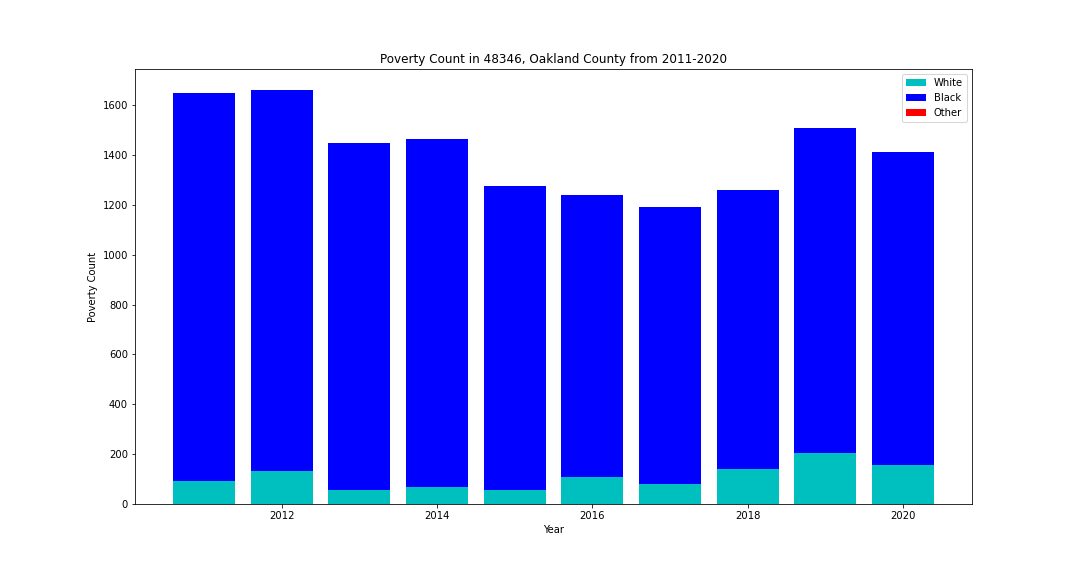 Poverty Count in 48346, Oakland County from 2011-2020
White
Black
Other
1600
1400
1200
1000
800
600
400
200
0
Poverty Count
2012 2014 2016 2018 2020
Year